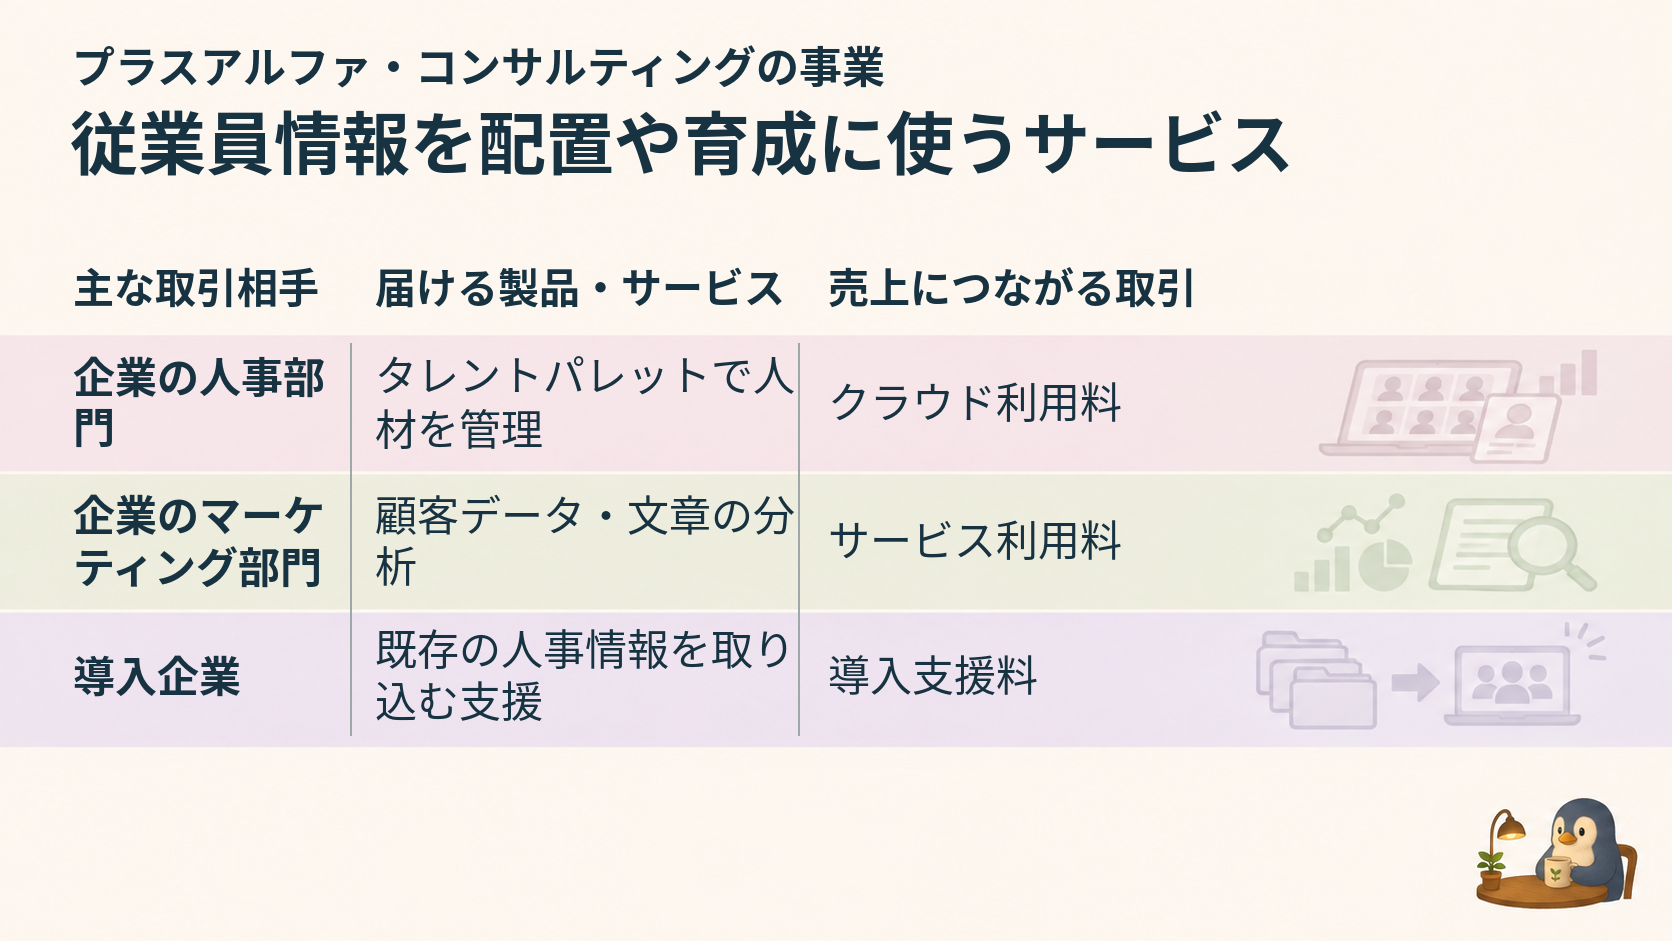 プラスアルファ・コンサルティングの事業
従業員情報を配置や育成に使うサービス
主な取引相手
届ける製品・サービス
売上につながる取引
企業の人事部
門
タレントパレットで人
材を管理
クラウド利用料
企業のマーケ
ティング部門
顧客データ・文章の分
析
サービス利用料
導入企業
既存の人事情報を取り
込む支援
導入支援料